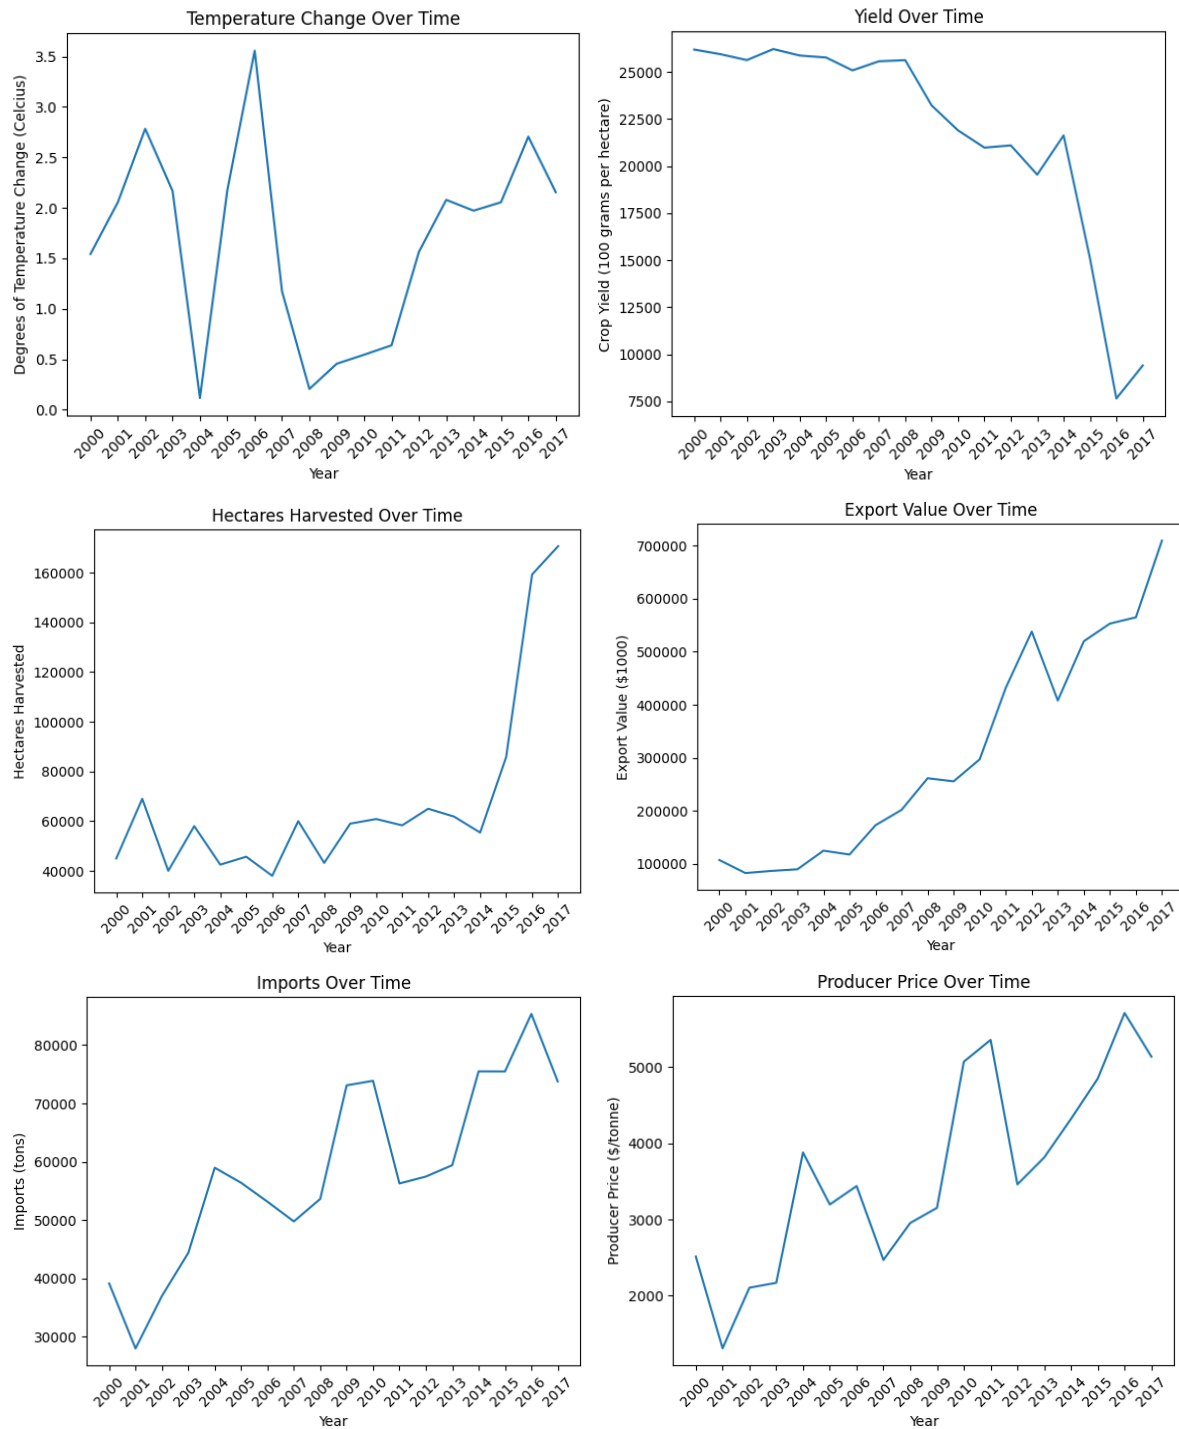 Temperature Change Over Time
Degrees of Temperature Change (Celcius)
3.5
3.0
2.5
2.0
1.5
1.0
0.5
0.0
2000 2001 2002 2003 2004 2005 2006 2007 2008 2009 2010 2011 2012 2013 2014 2015 2016 2017
Year
Yield Over Time
Crop Yield (100 grams per hectare)
25000
22500
20000
17500
15000
12500
10000
7500
2000 2001 2002 2003 2004 2005 2006 2007 2008 2009 2010 2011 2012 2013 2014 2015 2016 2017
Year
Hectares Harvested Over Time
Hectares Harvested
160000
140000
120000
100000
80000
60000
40000
2000 2001 2002 2003 2004 2005 2006 2007 2008 2009 2010 2011 2012 2013 2014 2015 2016 2017
Year
Export Value Over Time
Export Value ($1000)
700000
600000
500000
400000
300000
200000
100000
2000 2001 2002 2003 2004 2005 2006 2007 2008 2009 2010 2011 2012 2013 2014 2015 2016 2017
Year
Imports Over Time
Imports (tons)
80000
70000
60000
50000
40000
30000
2000 2001 2002 2003 2004 2005 2006 2007 2008 2009 2010 2011 2012 2013 2014 2015 2016 2017
Year
Producer Price Over Time
Producer Price ($/tonne)
5000
4000
3000
2000
2000 2001 2002 2003 2004 2005 2006 2007 2008 2009 2010 2011 2012 2013 2014 2015 2016 2017
Year